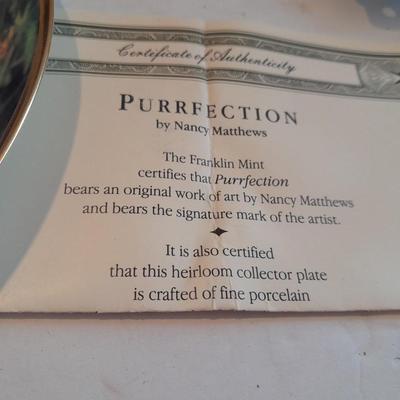 Certificate of Authenticity
PURRFECTION
by Nancy Matthews
The Franklin Mint
certifies that Purrfection
bears an original work of art by Nancy Matthews
and bears the signature mark of the artist.
It is also certified
that this heirloom collector plate
is crafted of fine porcelain